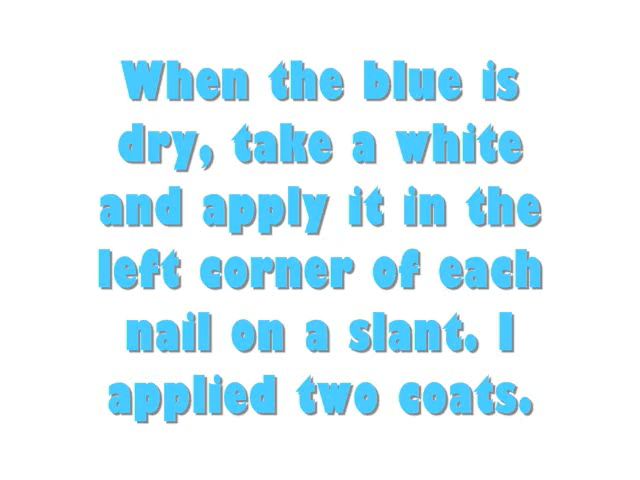 When the blue is
dry, take a white
and apply it in the
left corner of each
nail on a slant. I
applied two coats.